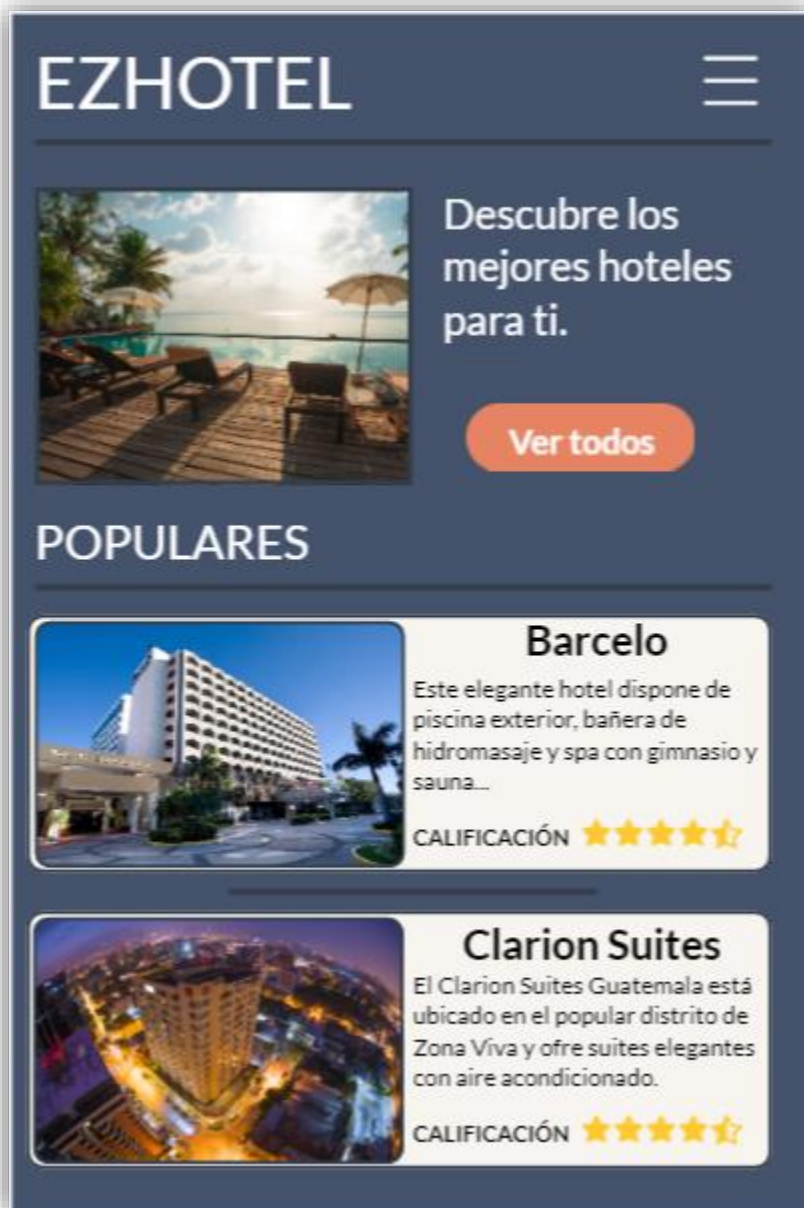 EZHOTEL
Descubre los
mejores hoteles
para ti.
Ver todos
POPULARES
Barcelo
Este elegante hotel dispone de
piscina exterior, bañera de
hidromasaje y spa con gimnasio y
sauna...
CALIFICACIÓN
Clarion Suites
El Clarion Suites Guatemala está
ubicado en el popular distrito de
Zona Viva y ofre suites elegantes
con aire acondicionado.
CALIFICACIÓN